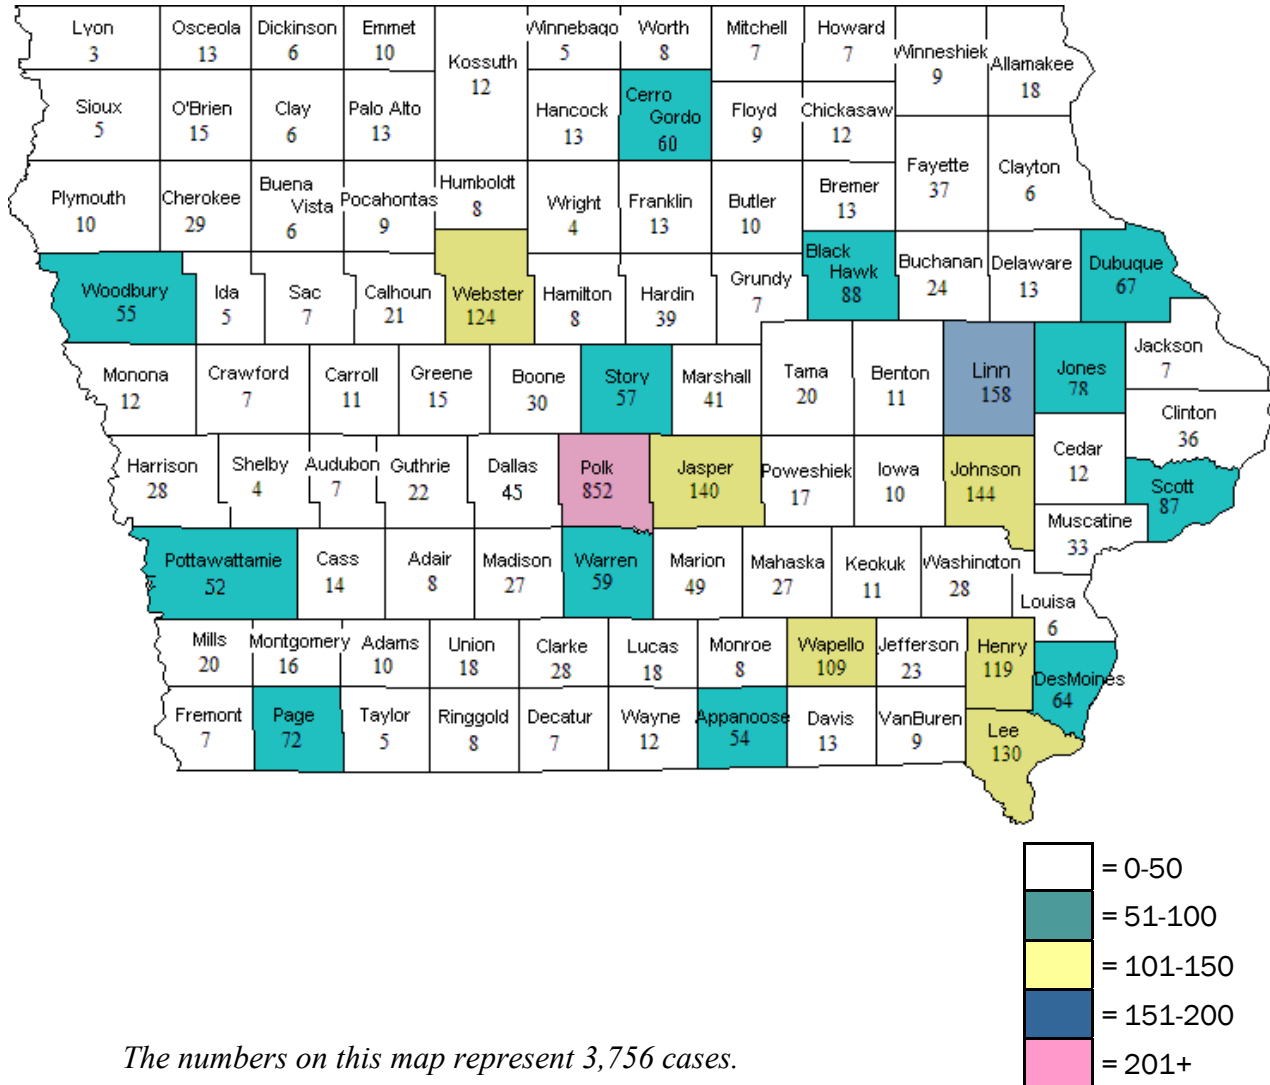 Lyon
3
Osceola
13
Dickinson
6
Emmet
10
Kossuth
12
Winnebago
5
Worth
8
Mitchell
7
Howard
7
Winneshiek
9
Allamakee
18
Sioux
5
O'Brien
15
Clay
6
Palo Alto
13
Hancock
13
Cerro
Gordo
60
Floyd
9
Chickasaw
12
Fayette
37
Clayton
6
Plymouth
10
Cherokee
29
Buena
Vista
6
Pocahontas
9
Humboldt
8
Wright
4
Franklin
13
Butler
10
Bremer
13
Woodbury
55
Ida
5
Sac
7
Calhoun
21
Webster
124
Hamilton
8
Hardin
39
Grundy
7
Black
Hawk
88
Buchanan
24
Delaware
13
Dubuque
67
Monona
12
Crawford
7
Carroll
11
Greene
15
Boone
30
Story
57
Marshall
41
Tama
20
Benton
11
Linn
158
Jones
78
Jackson
7
Clinton
36
Harrison
28
Shelby
4
Audubon
7
Guthrie
22
Dallas
45
Polk
852
Jasper
140
Poweshiek
17
Iowa
10
Johnson
144
Cedar
12
Scott
87
Muscatine
33
Pottawattamie
52
Cass
14
Adair
8
Madison
27
Warren
59
Marion
49
Mahaska
27
Keokuk
11
Washington
28
Louisa
6
Mills
20
Montgomery
16
Adams
10
Union
18
Clarke
28
Lucas
18
Monroe
8
Wapello
109
Jefferson
23
Henry
119
DesMoines
64
Fremont
7
Page
72
Taylor
5
Ringgold
8
Decatur
7
Wayne
12
Appanoose
54
Davis
13
VanBuren
9
Lee
130
= 0-50
= 51-100
= 101-150
= 151-200
= 201+
The numbers on this map represent 3,756 cases.